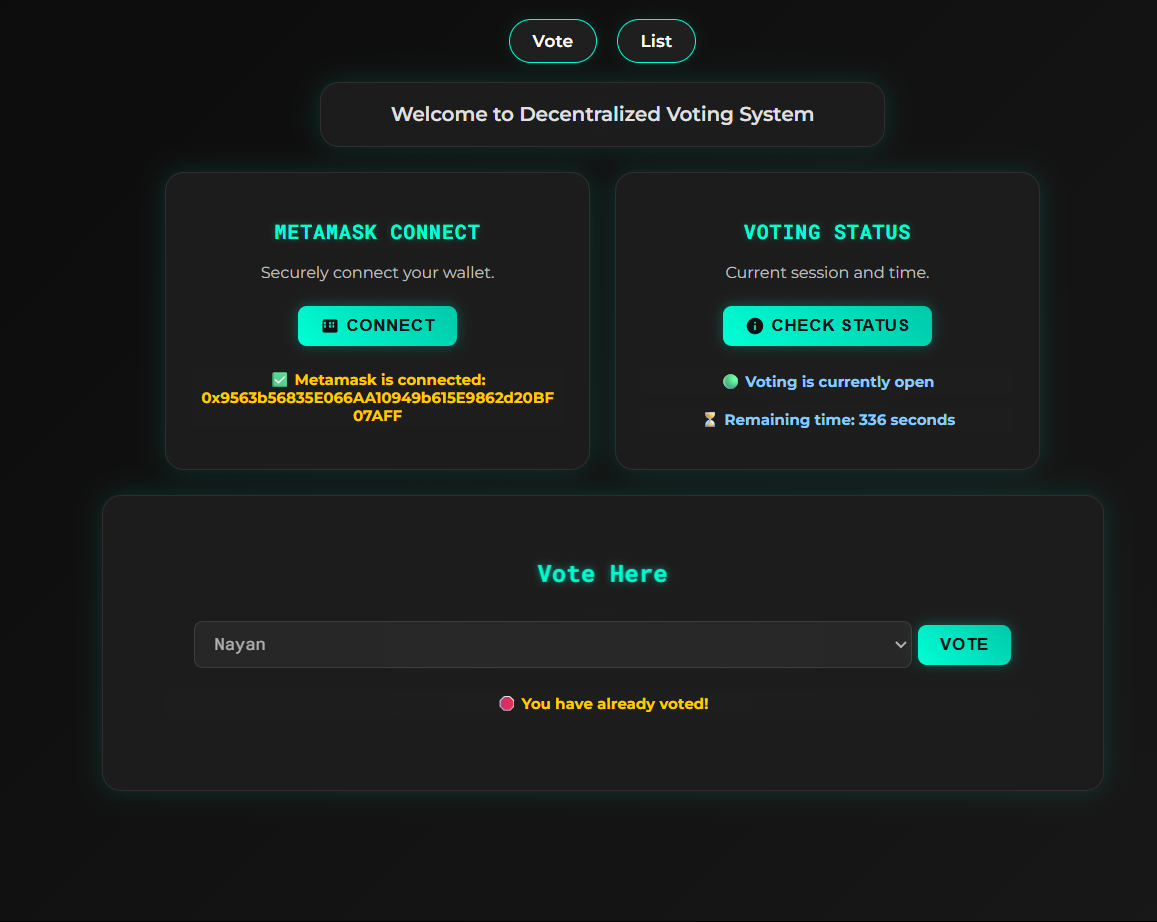 Vote
List
Welcome to Decentralized Voting System
METAMASK CONNECT
Securely connect your wallet.
CONNECT
✅ Metamask is connected:
0x9563b56835E066AA10949b615E9862d20BF
07AFF
VOTING STATUS
Current session and time.
CHECK STATUS
🟢 Voting is currently open
⏳ Remaining time: 336 seconds
Vote Here
Nayan
VOTE
🛑 You have already voted!